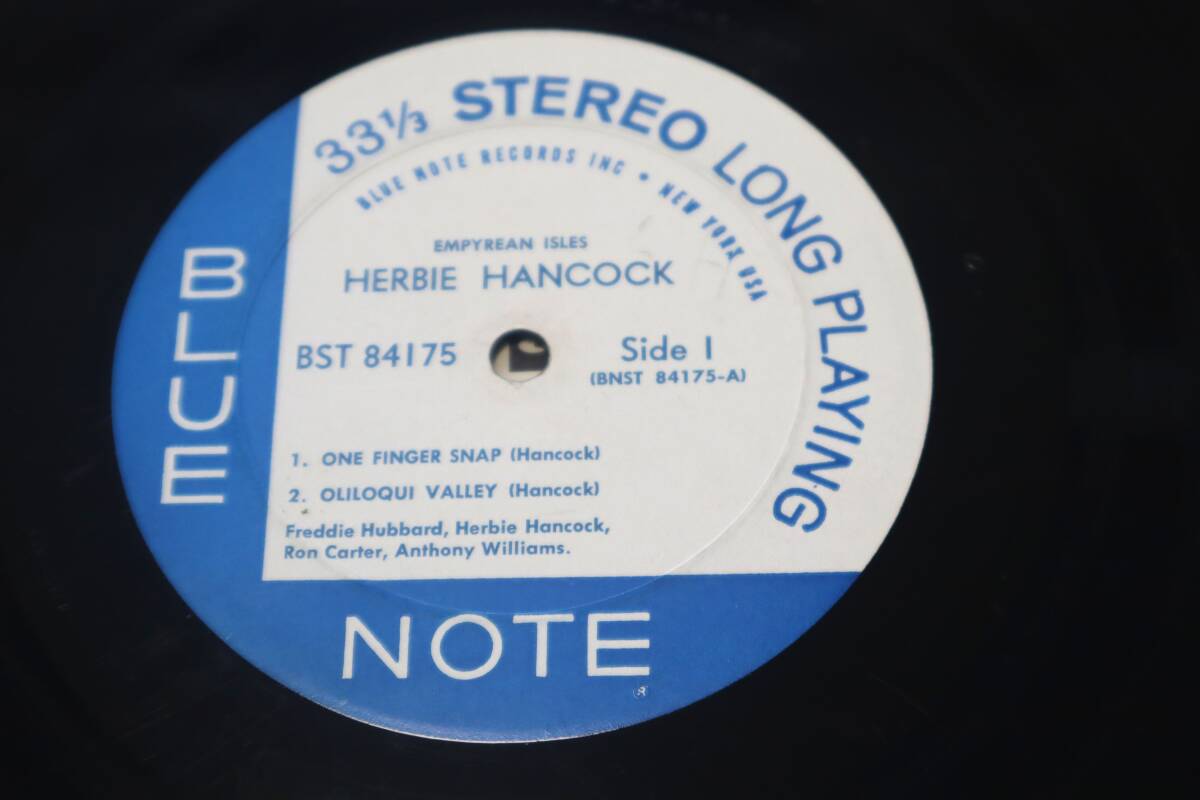 33⅓ STEREO LONG PLAYING
BLUE NOTE RECORDS INC • NEW YORK USA
EMPYREAN ISLES
HERBIE HANCOCK
BST 84175
Side 1
(BNST 84175-A)
1. ONE FINGER SNAP (Hancock)
2. OLILOQUI VALLEY (Hancock)
Freddie Hubbard, Herbie Hancock,
Ron Carter, Anthony Williams.
BLUE
NOTE
®